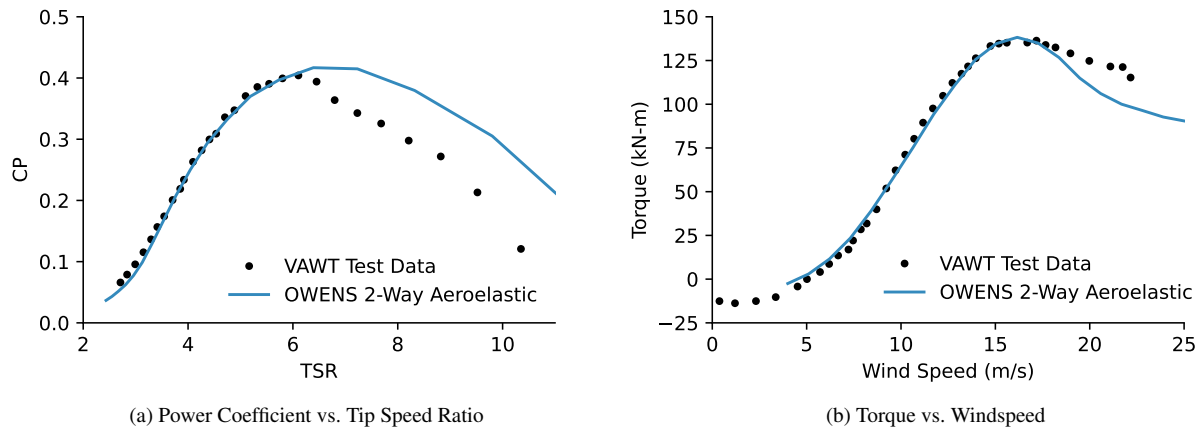 0.5
0.4
0.3
0.2
0.1
0.0
CP
2
4
6
8
10
TSR
VAWT Test Data
OWENS 2-Way Aeroelastic
(a) Power Coefficient vs. Tip Speed Ratio
150
125
100
75
50
25
0
−25
Torque (kN-m)
0
5
10
15
20
25
Wind Speed (m/s)
VAWT Test Data
OWENS 2-Way Aeroelastic
(b) Torque vs. Windspeed